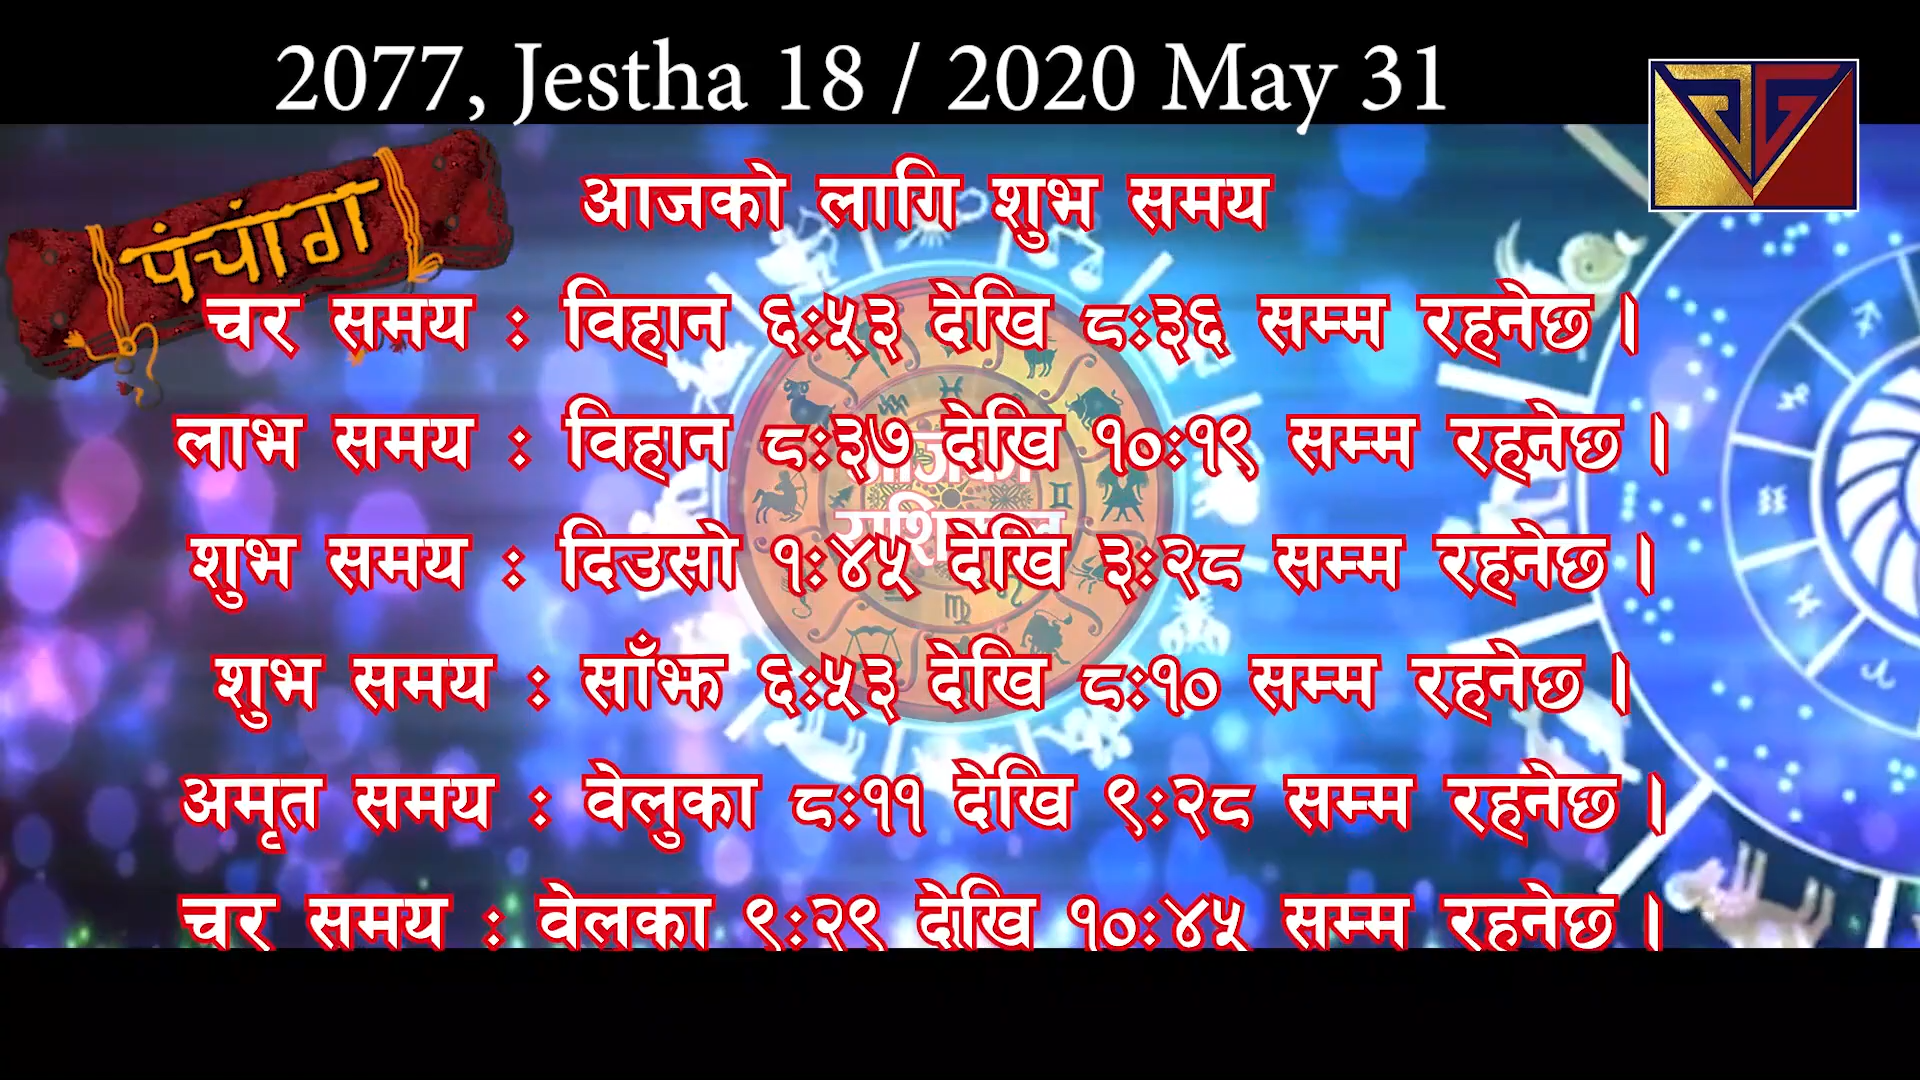 2077, Jestha 18 / 2020 May 31
पंचांग
आजको लागि शुभ समय
चर समय : विहान ६:५३ देखि ८:३६ सम्म रहनेछ ।
लाभ समय : विहान ८:३७ देखि १०:१९ सम्म रहनेछ ।
शुभ समय : दिउसो १:४५ देखि ३:२८ सम्म रहनेछ ।
शुभ समय : साँझ ६:५३ देखि ८:१० सम्म रहनेछ ।
अमृत समय : वेलुका ८:११ देखि ९:२८ सम्म रहनेछ ।
चर समय : वेलका ९:२९ देखि १०:४५ सम्म रहनेछ ।